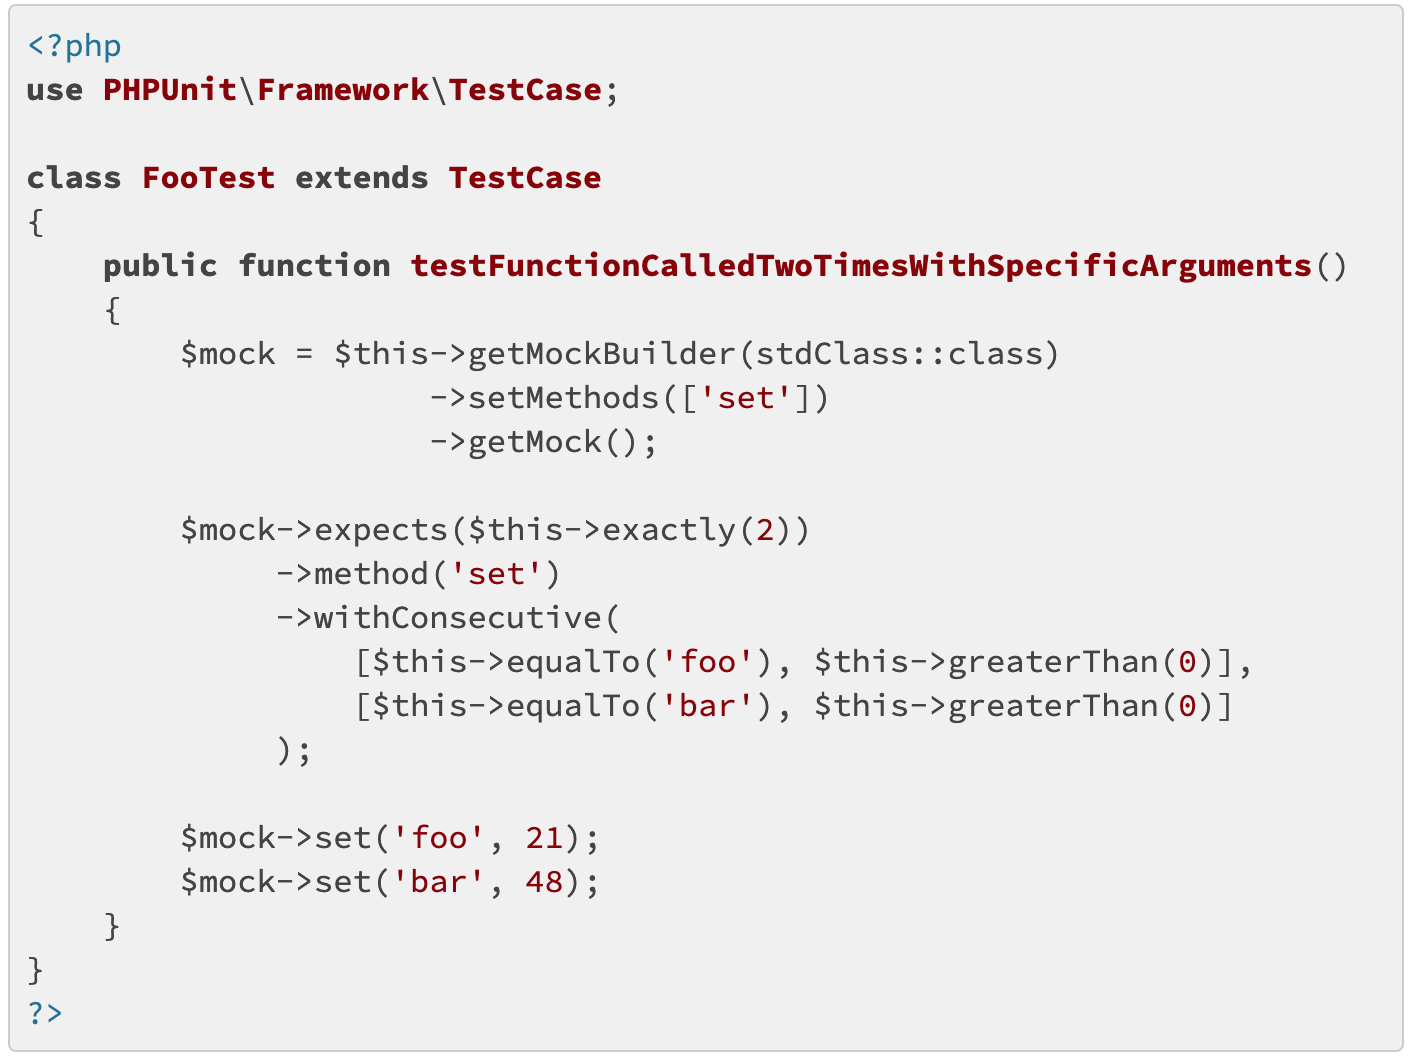 <?php
use PHPUnit\Framework\TestCase;

class FooTest extends TestCase
{
    public function testFunctionCalledTwoTimesWithSpecificArguments()
    {
        $mock = $this->getMockBuilder(stdClass::class)
                     ->setMethods(['set'])
                     ->getMock();

        $mock->expects($this->exactly(2))
             ->method('set')
             ->withConsecutive(
                 [$this->equalTo('foo'), $this->greaterThan(0)],
                 [$this->equalTo('bar'), $this->greaterThan(0)]
             );

        $mock->set('foo', 21);
        $mock->set('bar', 48);
    }
}
?>